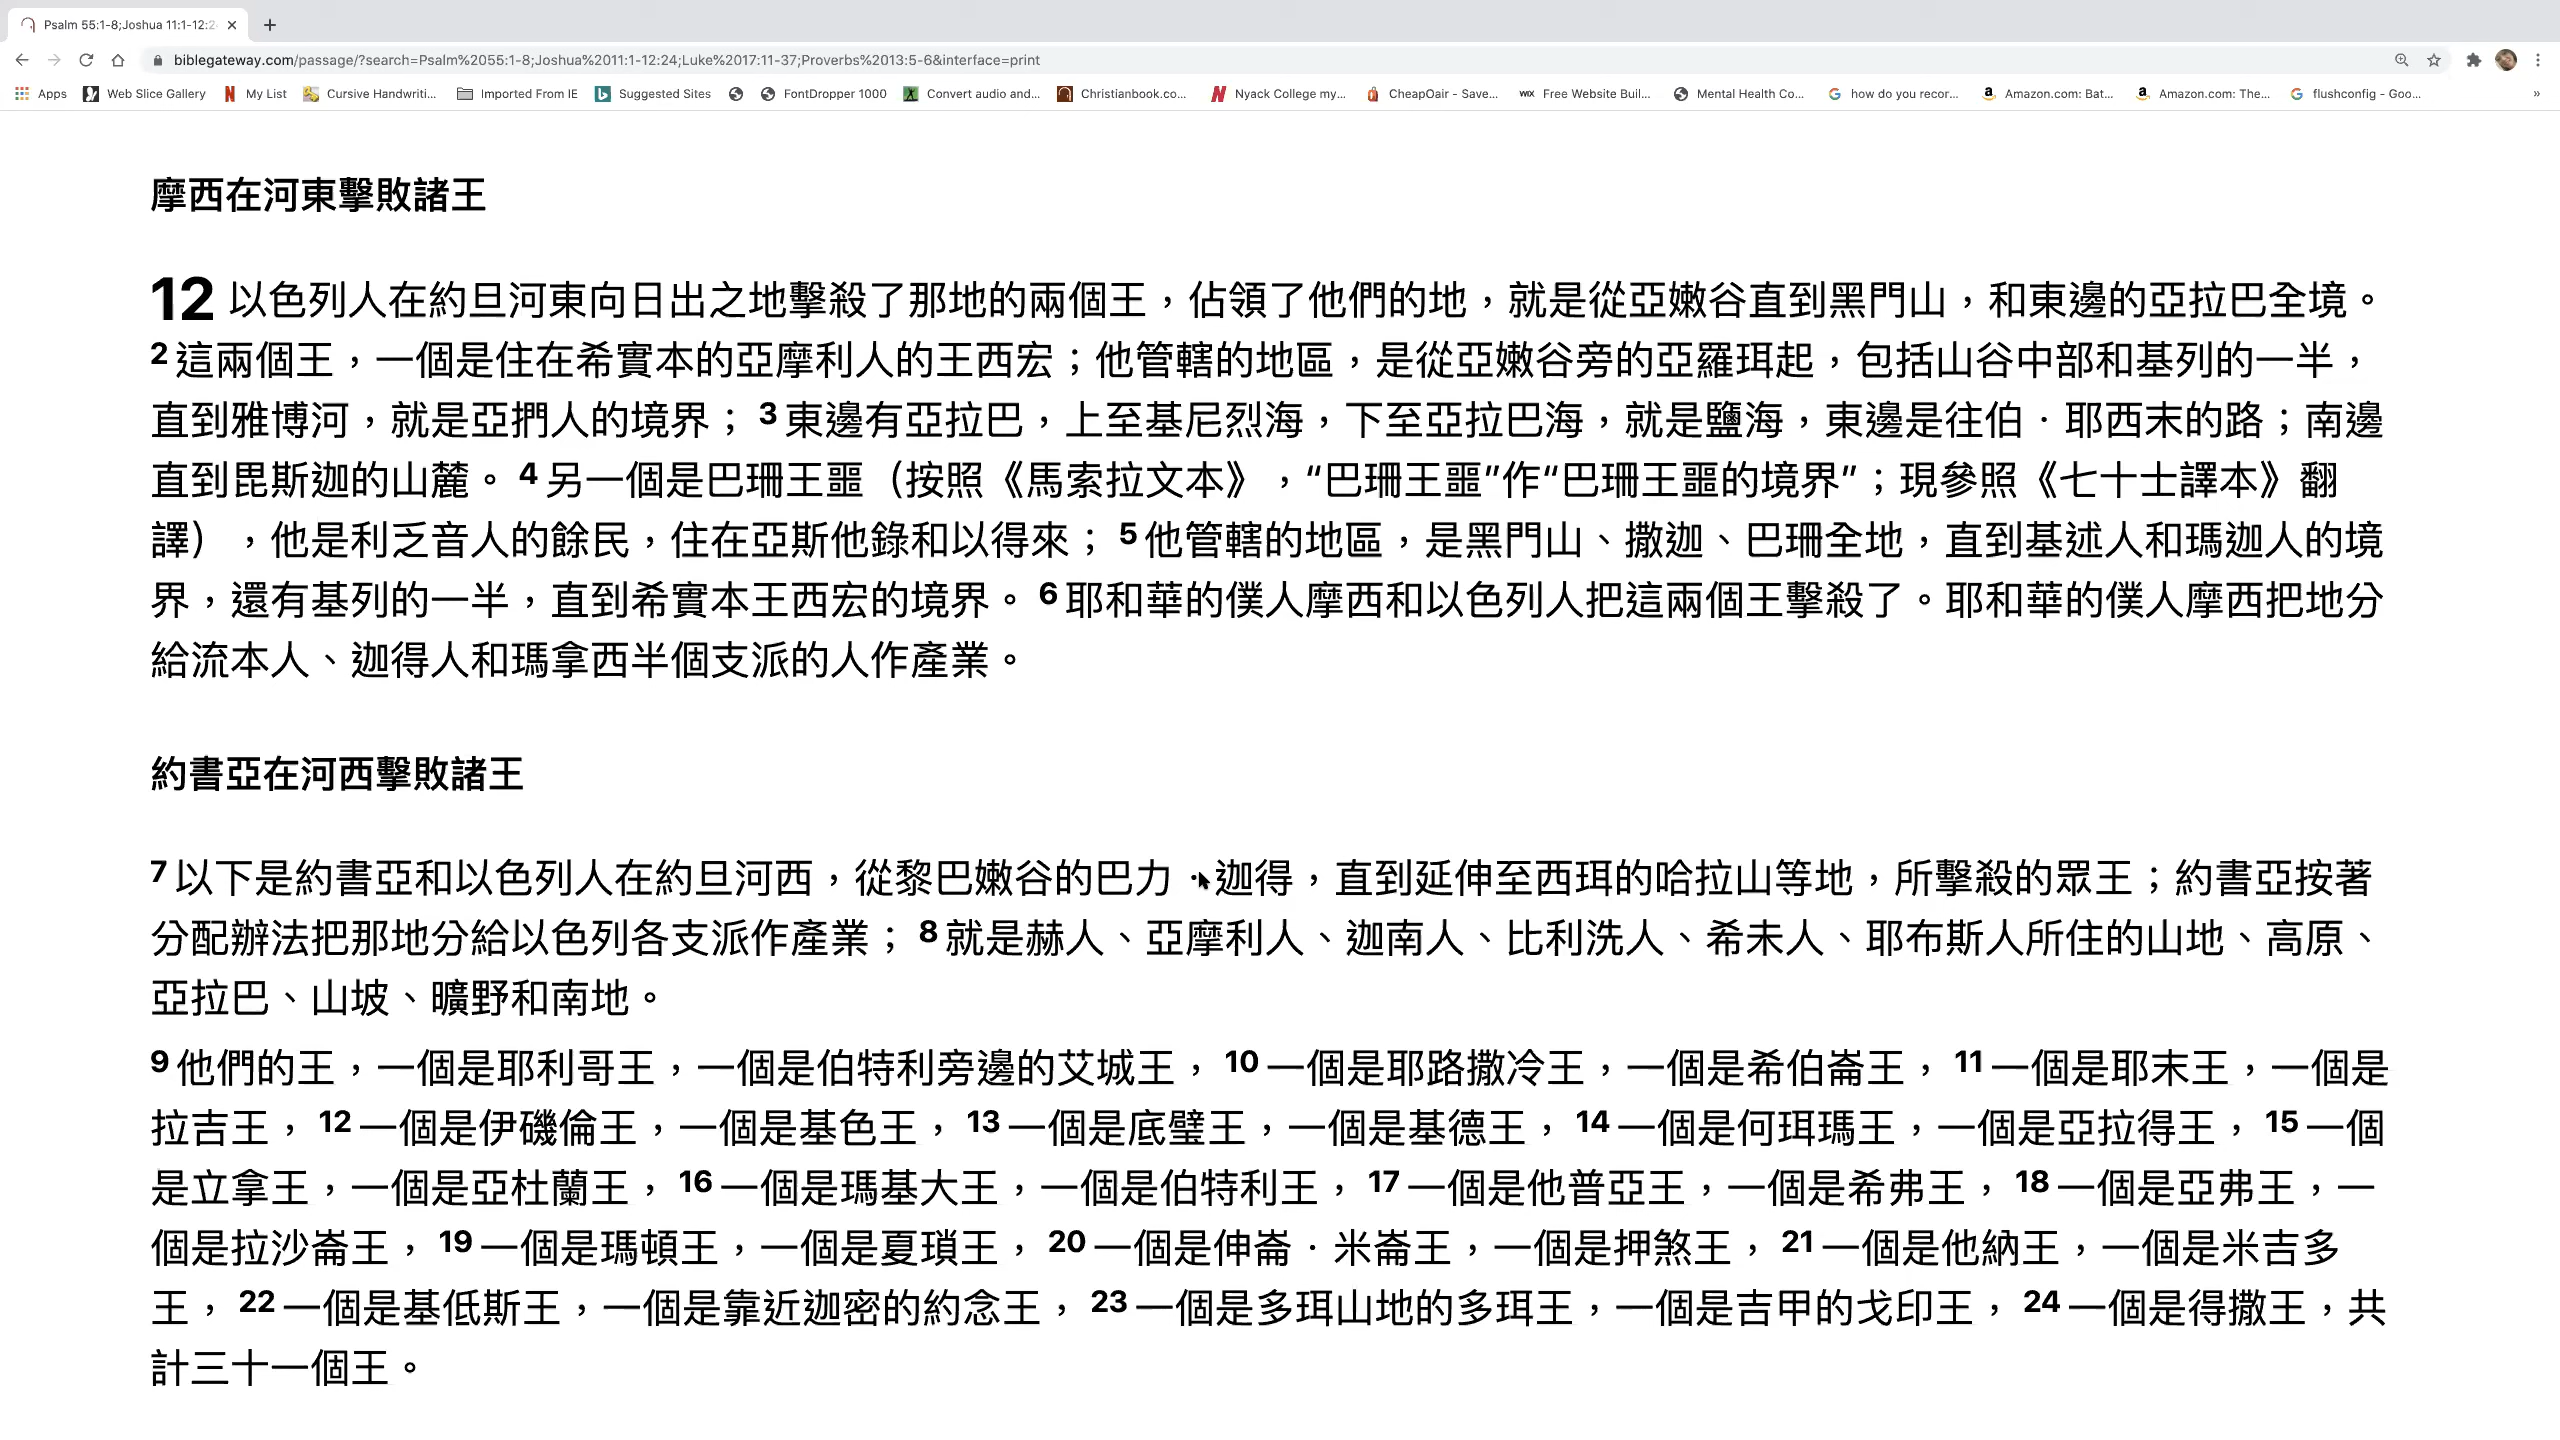 Psalm 55:1-8;Joshua 11:1-12:2
biblegateway.com/passage/?search=Psalm%2055:1-8;Joshua%2011:1-12:24;Luke%2017:11-37;Proverbs%2013:5-6&interface=print
Apps Web Slice Gallery My List Cursive Handwriti... Imported From IE Suggested Sites FontDropper 1000 Convert audio and... Christianbook.co... Nyack College my... CheapOair - Save... WIX Free Website Buil... Mental Health Co... how do you recor... Amazon.com: Bat... Amazon.com: The... flushconfig - Goo... »
摩西在河東擊敗諸王
12 以色列人在約旦河東向日出之地擊殺了那地的兩個王，佔領了他們的地，就是從亞嫩谷直到黑門山，和東邊的亞拉巴全境。
2 這兩個王，一個是住在希實本的亞摩利人的王西宏；他管轄的地區，是從亞嫩谷旁的亞羅珥起，包括山谷中部和基列的一半，
直到雅博河，就是亞捫人的境界； 3 東邊有亞拉巴，上至基尼烈海，下至亞拉巴海，就是鹽海，東邊是往伯．耶西末的路；南邊
直到毘斯迦的山麓。 4 另一個是巴珊王噩（按照《馬索拉文本》，“巴珊王噩”作“巴珊王噩的境界”；現參照《七十士譯本》翻
譯），他是利乏音人的餘民，住在亞斯他錄和以得來； 5 他管轄的地區，是黑門山、撒迦、巴珊全地，直到基述人和瑪迦人的境
界，還有基列的一半，直到希實本王西宏的境界。 6 耶和華的僕人摩西和以色列人把這兩個王擊殺了。耶和華的僕人摩西把地分
給流本人、迦得人和瑪拿西半個支派的人作產業。
約書亞在河西擊敗諸王
7 以下是約書亞和以色列人在約旦河西，從黎巴嫩谷的巴力．迦得，直到延伸至西珥的哈拉山等地，所擊殺的眾王；約書亞按著
分配辦法把那地分給以色列各支派作產業； 8 就是赫人、亞摩利人、迦南人、比利洗人、希未人、耶布斯人所住的山地、高原、
亞拉巴、山坡、曠野和南地。
9 他們的王，一個是耶利哥王，一個是伯特利旁邊的艾城王， 10 一個是耶路撒冷王，一個是希伯崙王， 11 一個是耶末王，一個是
拉吉王， 12 一個是伊磯倫王，一個是基色王， 13 一個是底璧王，一個是基德王， 14 一個是何珥瑪王，一個是亞拉得王， 15 一個
是立拿王，一個是亞杜蘭王， 16 一個是瑪基大王，一個是伯特利王， 17 一個是他普亞王，一個是希弗王， 18 一個是亞弗王，一
個是拉沙崙王， 19 一個是瑪頓王，一個是夏瑣王， 20 一個是伸崙．米崙王，一個是押煞王， 21 一個是他納王，一個是米吉多
王， 22 一個是基低斯王，一個是靠近迦密的約念王， 23 一個是多珥山地的多珥王，一個是吉甲的戈印王， 24 一個是得撒王，共
計三十一個王。